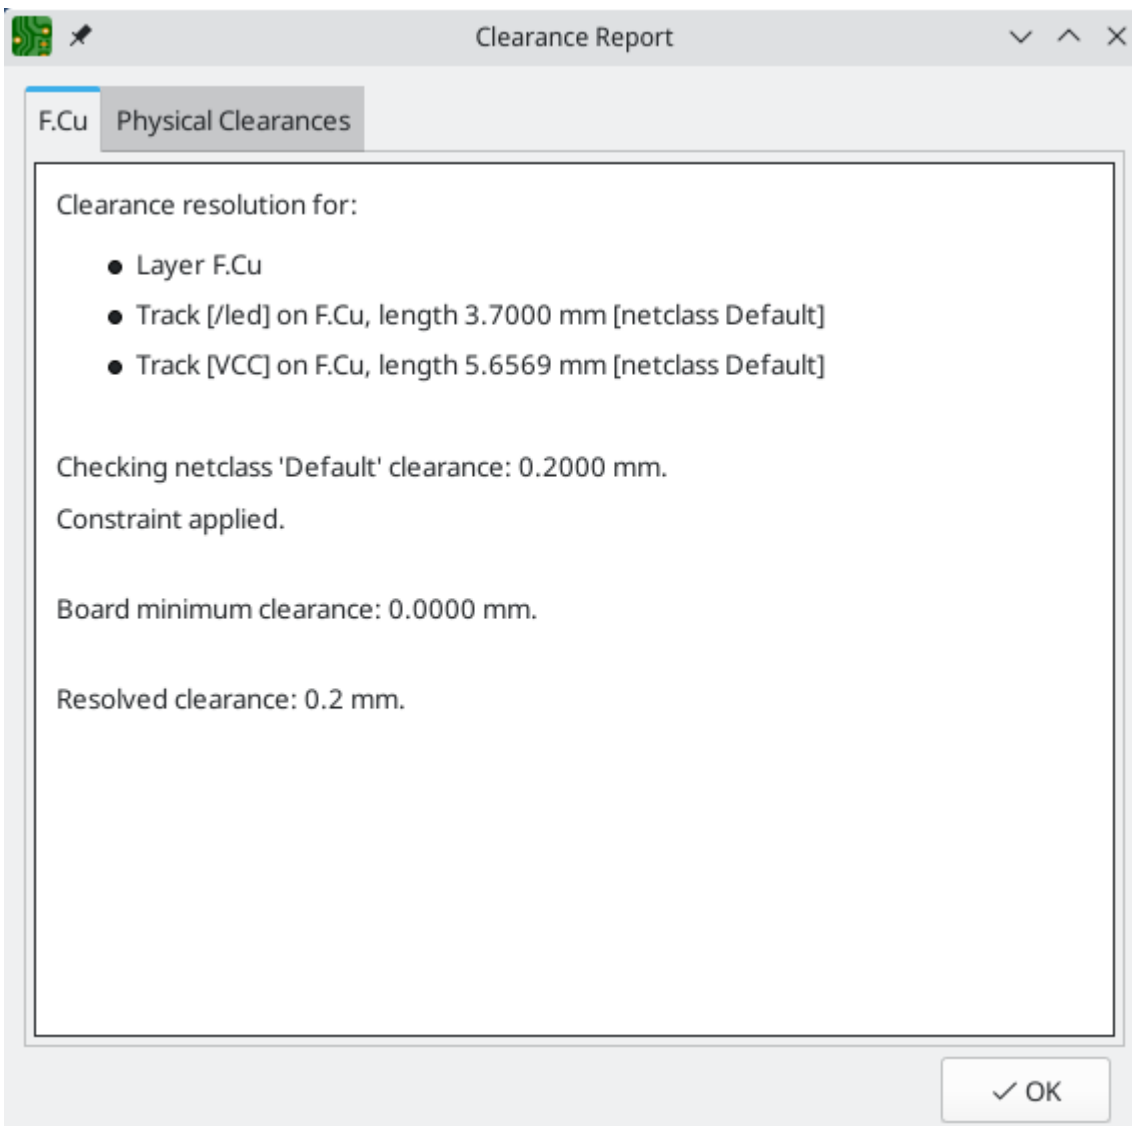 Clearance Report
F.Cu
Physical Clearances
Clearance resolution for:
● Layer F.Cu
● Track [/led] on F.Cu, length 3.7000 mm [netclass Default]
● Track [VCC] on F.Cu, length 5.6569 mm [netclass Default]
Checking netclass 'Default' clearance: 0.2000 mm.
Constraint applied.
Board minimum clearance: 0.0000 mm.
Resolved clearance: 0.2 mm.
OK